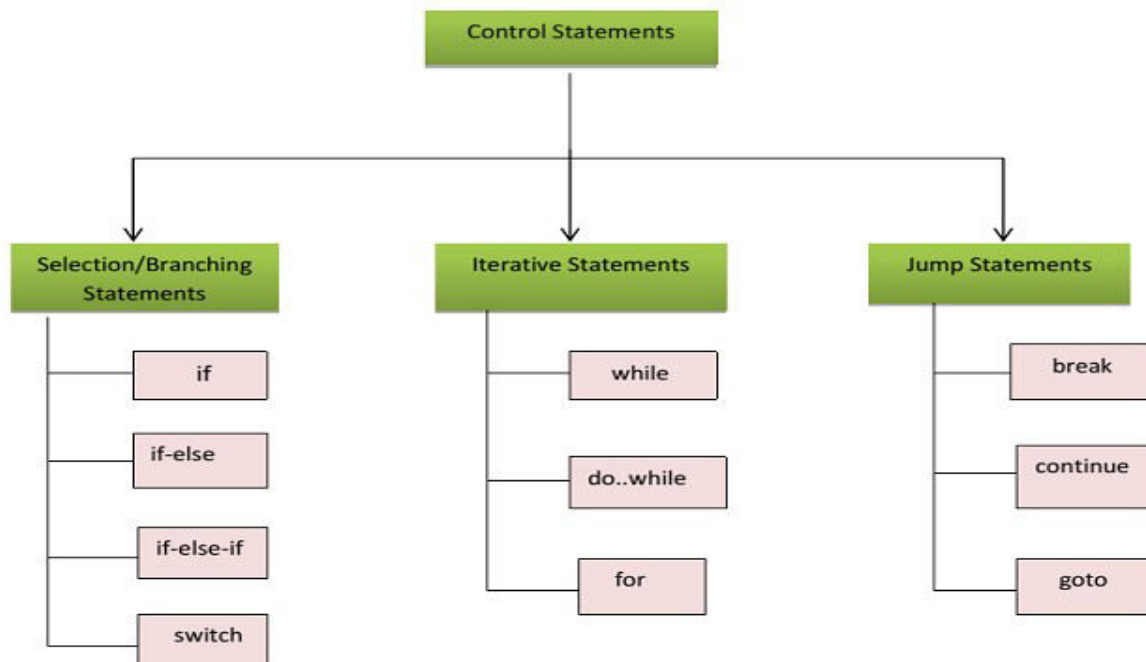 Control Statements
Selection/Branching
Statements
if
if-else
if-else-if
switch
Iterative Statements
while
do..while
for
Jump Statements
break
continue
goto